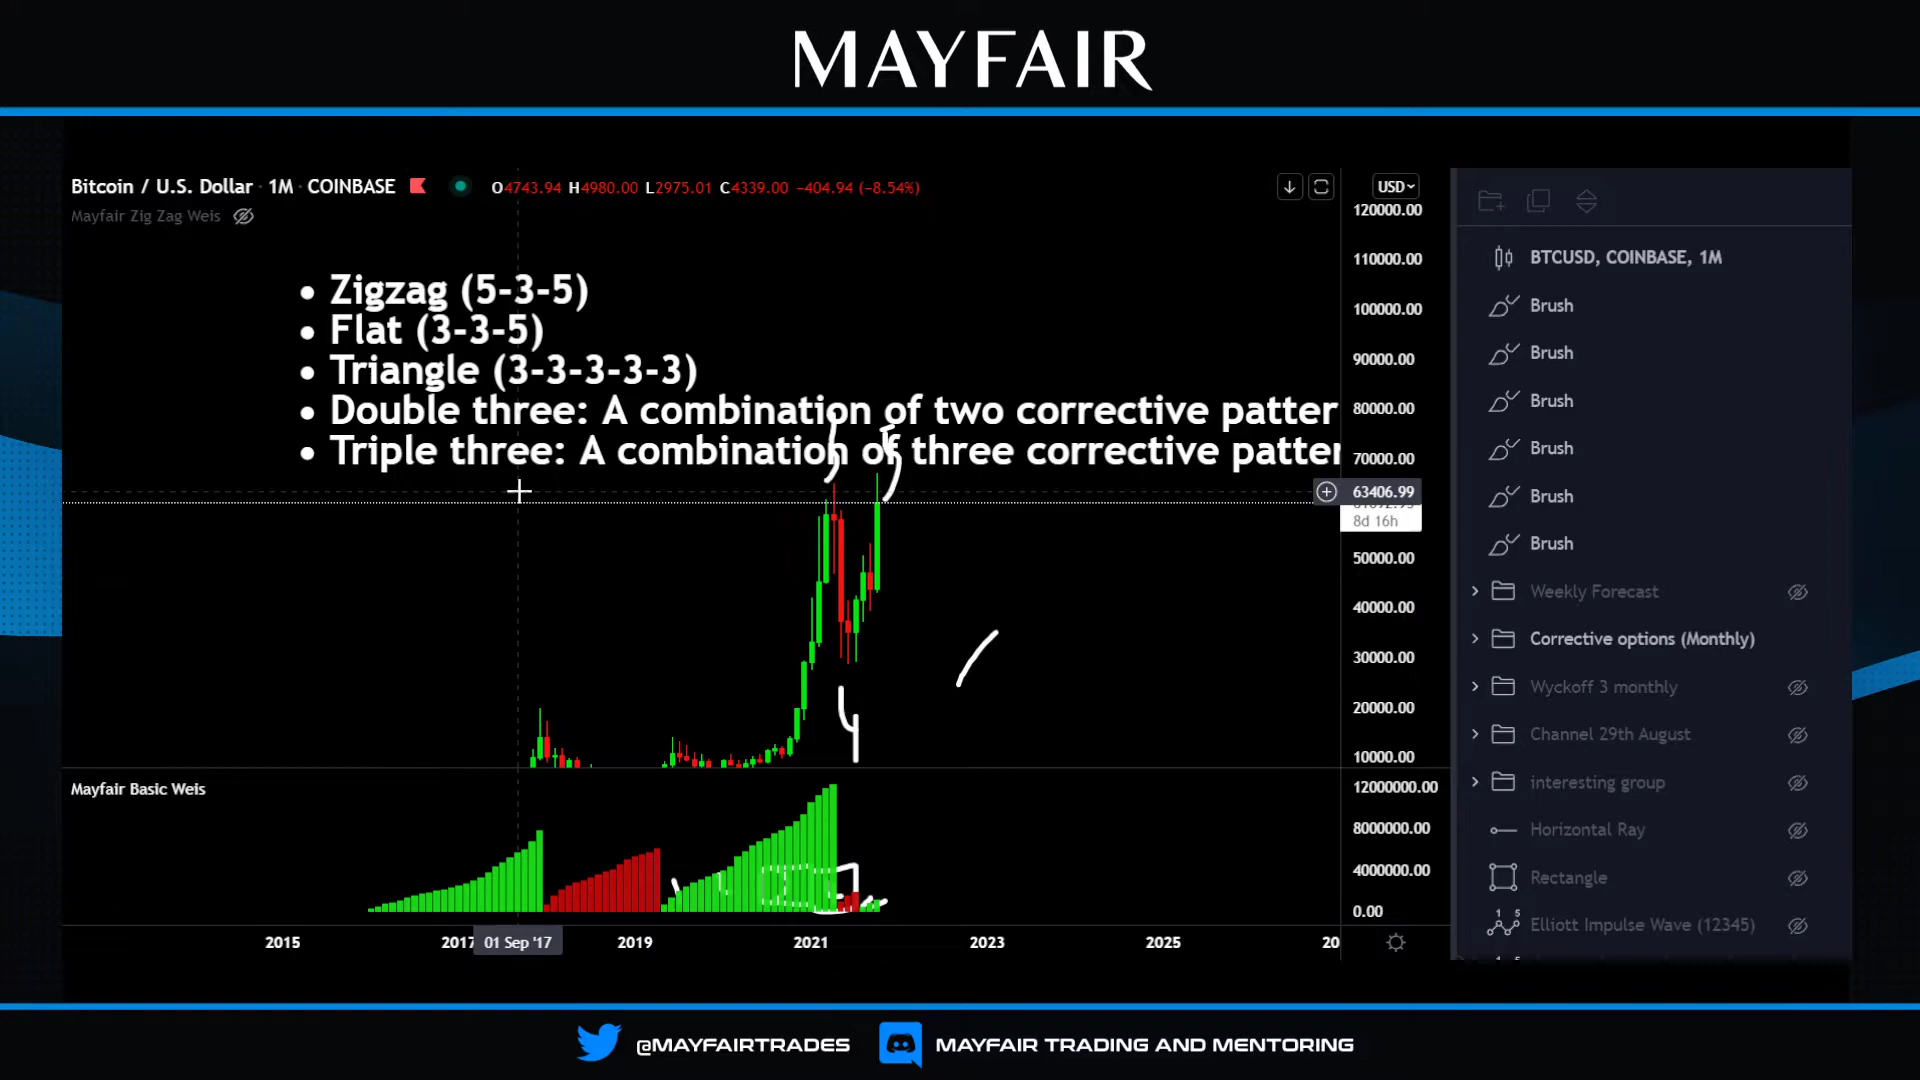 MAYFAIR
Bitcoin / U.S. Dollar · 1M · COINBASE O4743.94 H4980.00 L2975.01 C4339.00 −404.94 (−8.54%)
USD
Mayfair Zig Zag Weis
• Zigzag (5-3-5)
• Flat (3-3-5)
• Triangle (3-3-3-3-3)
• Double three: A combination of two corrective patter
• Triple three: A combination of three corrective patter
3
5
4
120000.00
110000.00
100000.00
90000.00
80000.00
70000.00
63406.99
8d 16h
50000.00
40000.00
30000.00
20000.00
10000.00
Mayfair Basic Weis
12000000.00
8000000.00
4000000.00
0.00
2015 2017 01 Sep '17 2019 2021 2023 2025 20
BTCUSD, COINBASE, 1M
Brush
Brush
Brush
Brush
Brush
Brush
Weekly Forecast
Corrective options (Monthly)
Wyckoff 3 monthly
Channel 29th August
interesting group
Horizontal Ray
Rectangle
Elliott Impulse Wave (12345)
@MAYFAIRTRADES MAYFAIR TRADING AND MENTORING